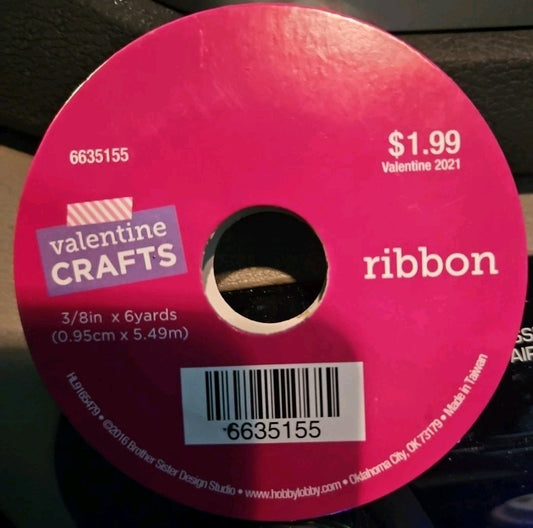 6635155
$1.99
Valentine 2021
valentine
CRAFTS
ribbon
3/8in x 6yards
(0.95cm x 5.49m)
6635155
HL9165479 • ©2016 Brother Sister Design Studio • www.hobbylobby.com • Oklahoma City, OK 73179 • Made in Taiwan
AIR